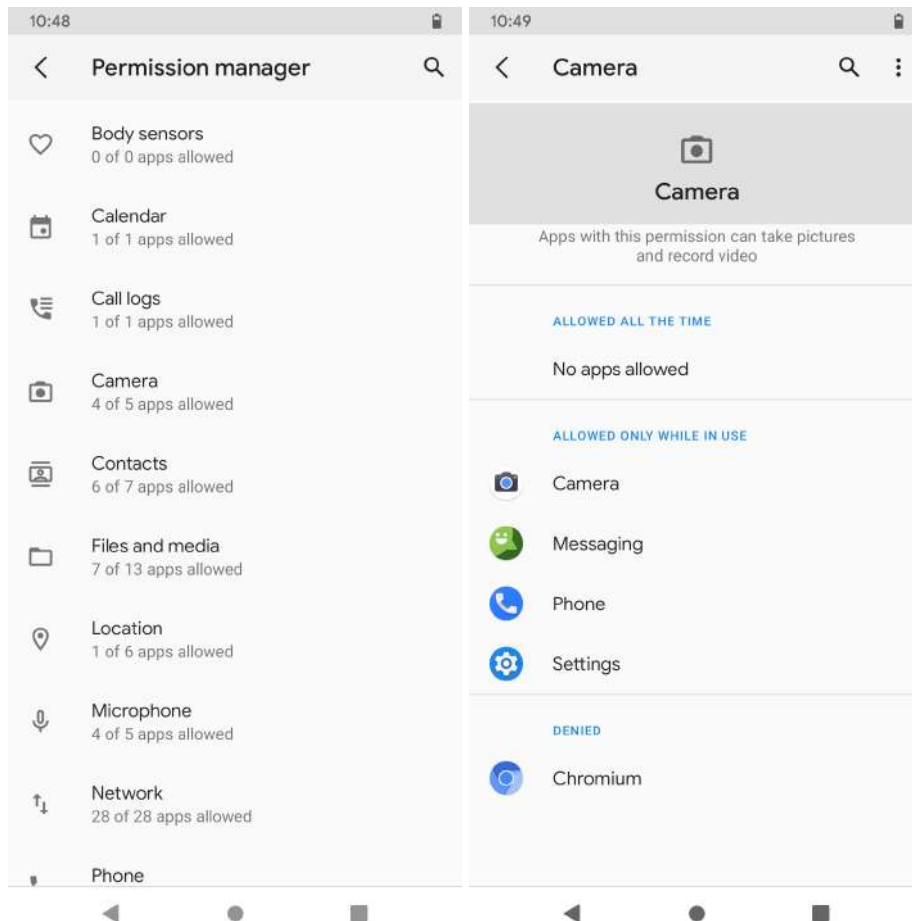 10:48
Permission manager
Body sensors
0 of 0 apps allowed
Calendar
1 of 1 apps allowed
Call logs
1 of 1 apps allowed
Camera
4 of 5 apps allowed
Contacts
6 of 7 apps allowed
Files and media
7 of 13 apps allowed
Location
1 of 6 apps allowed
Microphone
4 of 5 apps allowed
Network
28 of 28 apps allowed
Phone
10:49
Camera
Camera
Apps with this permission can take pictures
and record video
ALLOWED ALL THE TIME
No apps allowed
ALLOWED ONLY WHILE IN USE
Camera
Messaging
Phone
Settings
DENIED
Chromium